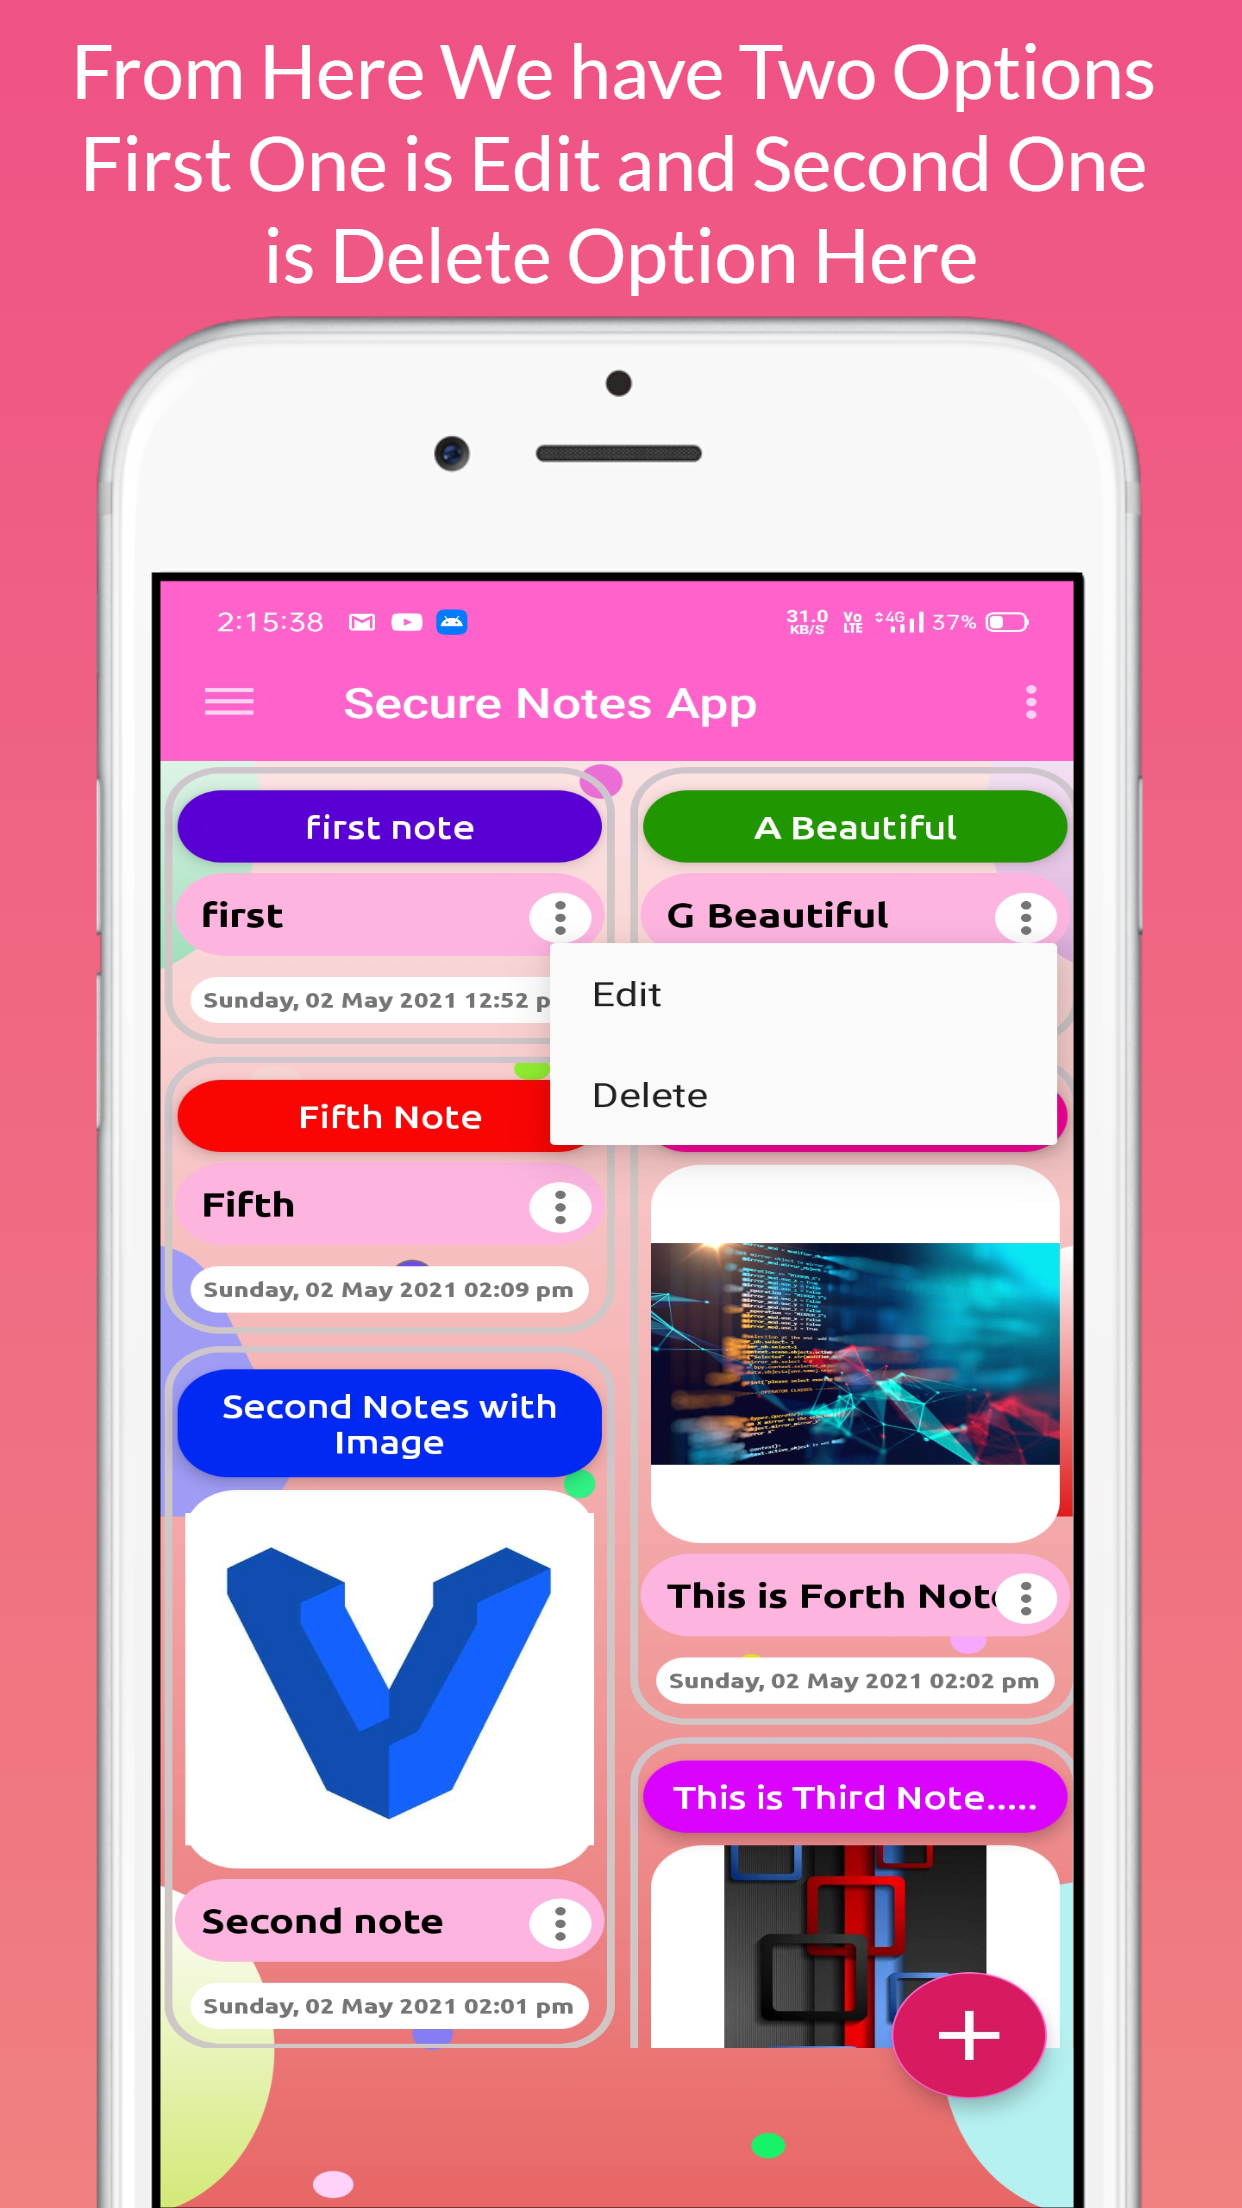 From Here We have Two Options
First One is Edit and Second One
is Delete Option Here
2:15:38
31.0
KB/S
Vo
LTE
4G
37%
Secure Notes App
first note
first
Sunday, 02 May 2021 12:52 p
A Beautiful
G Beautiful
Edit
Delete
Fifth Note
Fifth
Sunday, 02 May 2021 02:09 pm
Second Notes with
Image
Second note
Sunday, 02 May 2021 02:01 pm
This is Forth Note
Sunday, 02 May 2021 02:02 pm
This is Third Note.....